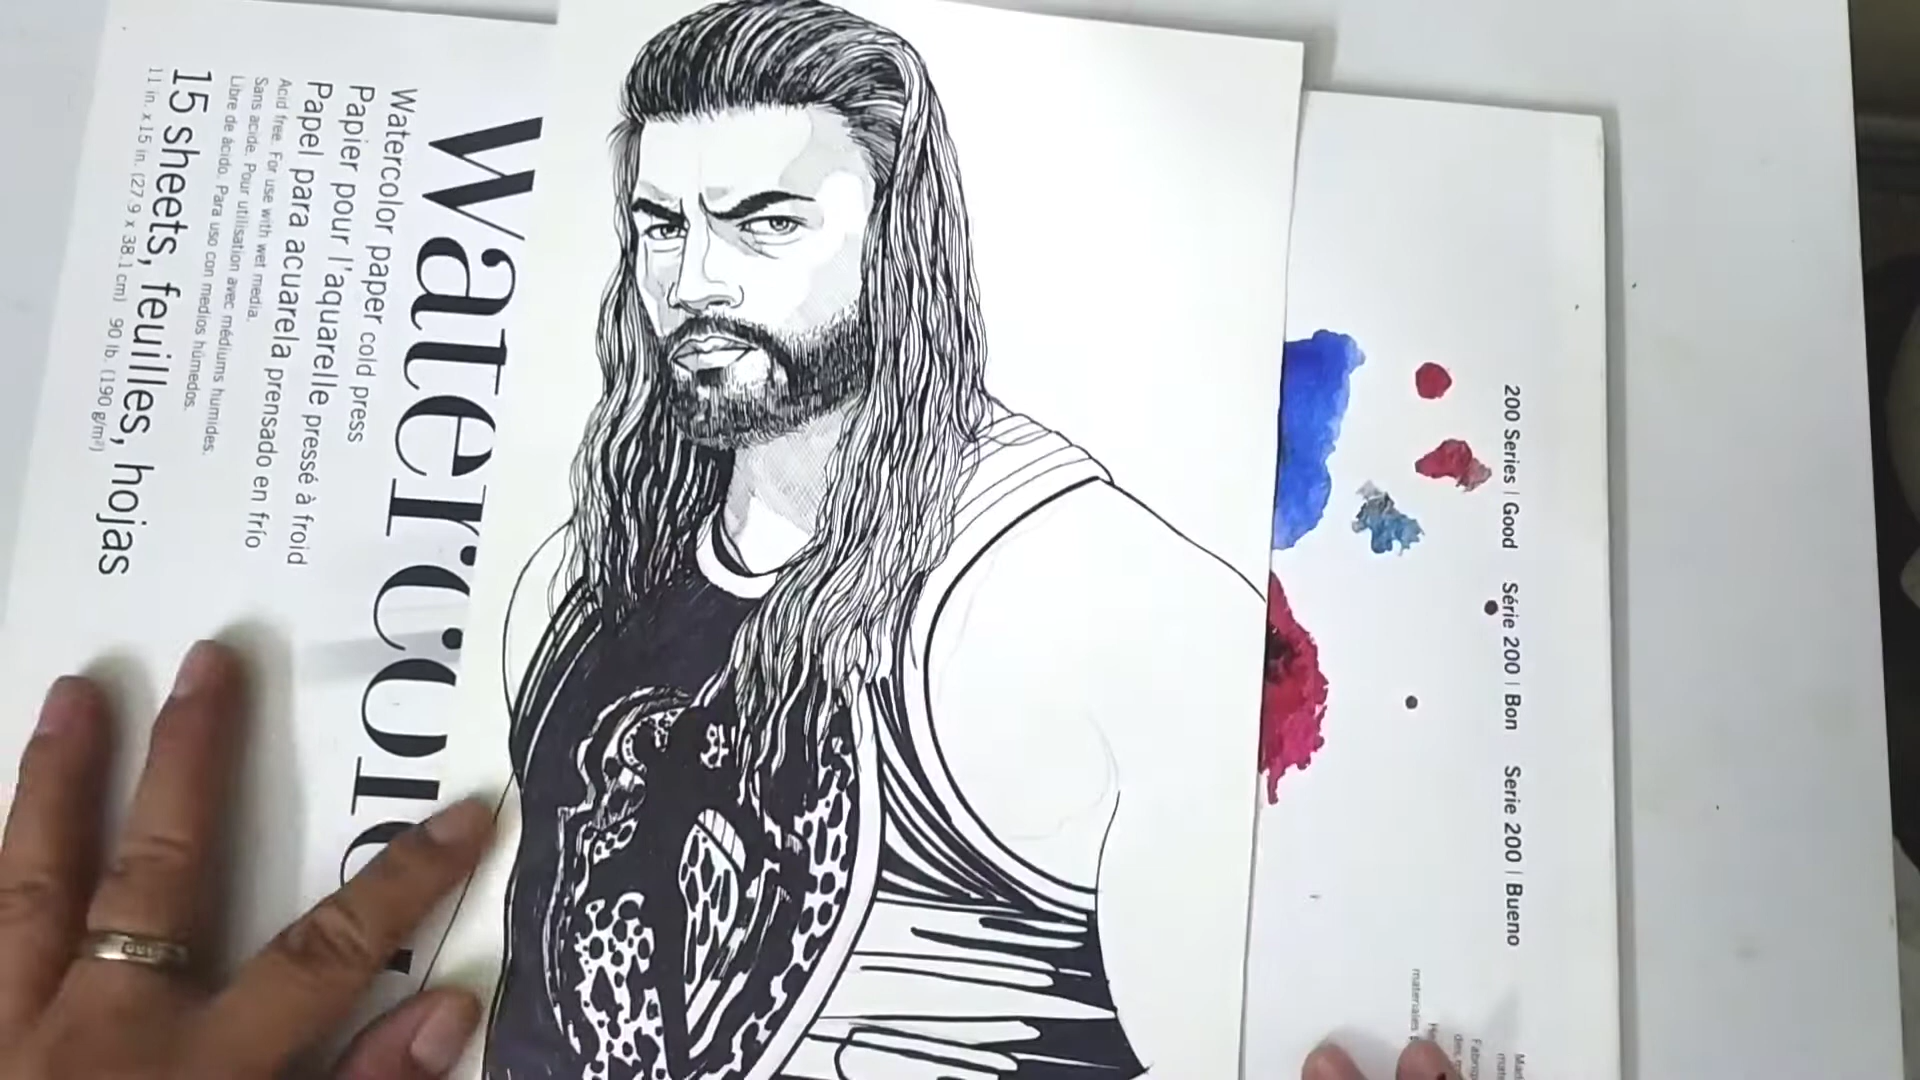 Watercolo
Watercolor paper cold press
Papier pour l'aquarelle pressé à froid
Papel para acuarela prensado en frío
Acid free. For use with wet media.
Sans acide. Pour utilisation avec médiums humides.
Libre de ácido. Para uso con medios húmedos.
15 sheets, feuilles, hojas
11 in. x 15 in. (27.9 x 38.1 cm) 90 lb. (190 g/m²)
200 Series | Good Série 200 | Bon Serie 200 | Bueno
materiales